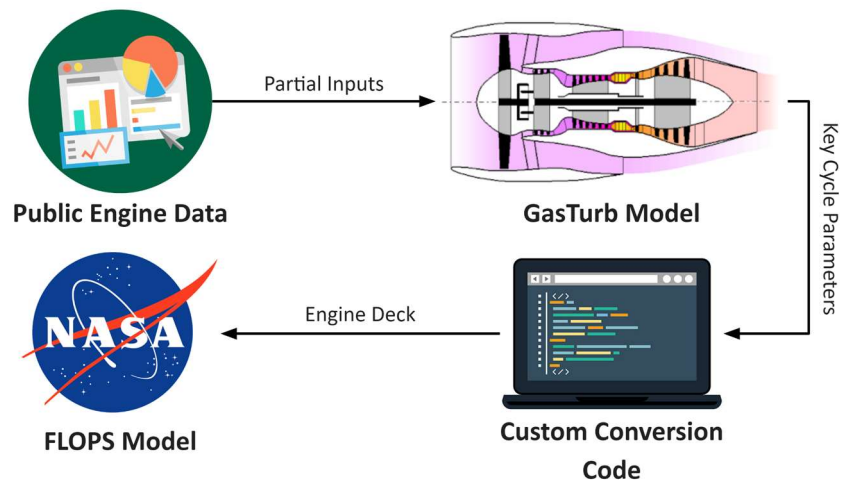 Partial Inputs
Public Engine Data
GasTurb Model
Key Cycle Parameters
</>
</>
Custom Conversion
Code
Engine Deck
NASA
FLOPS Model